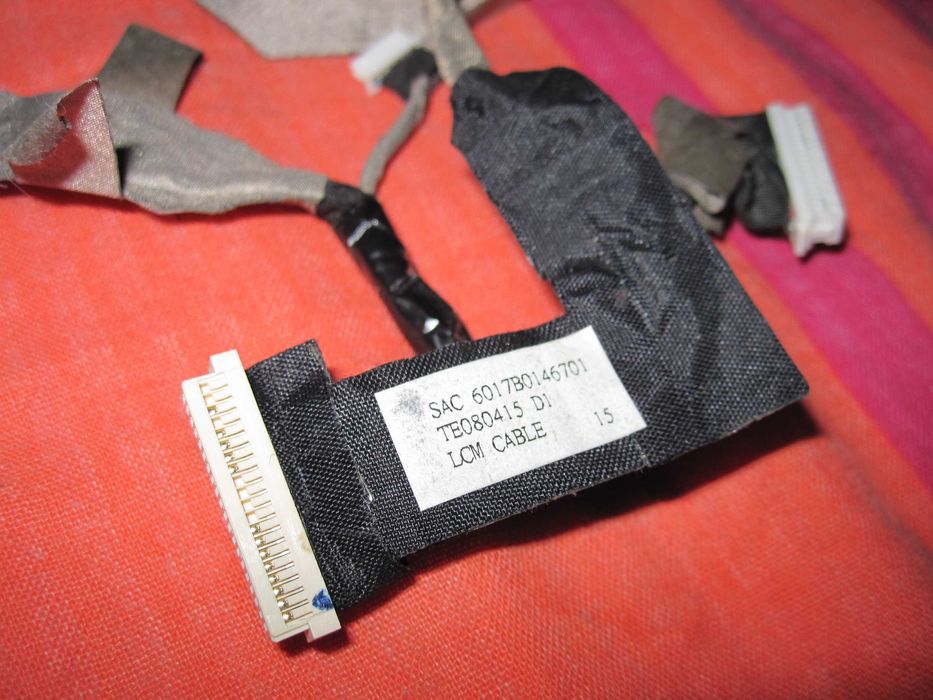 SAC 6017B0146701
TE080415 D1
LCM CABLE 15